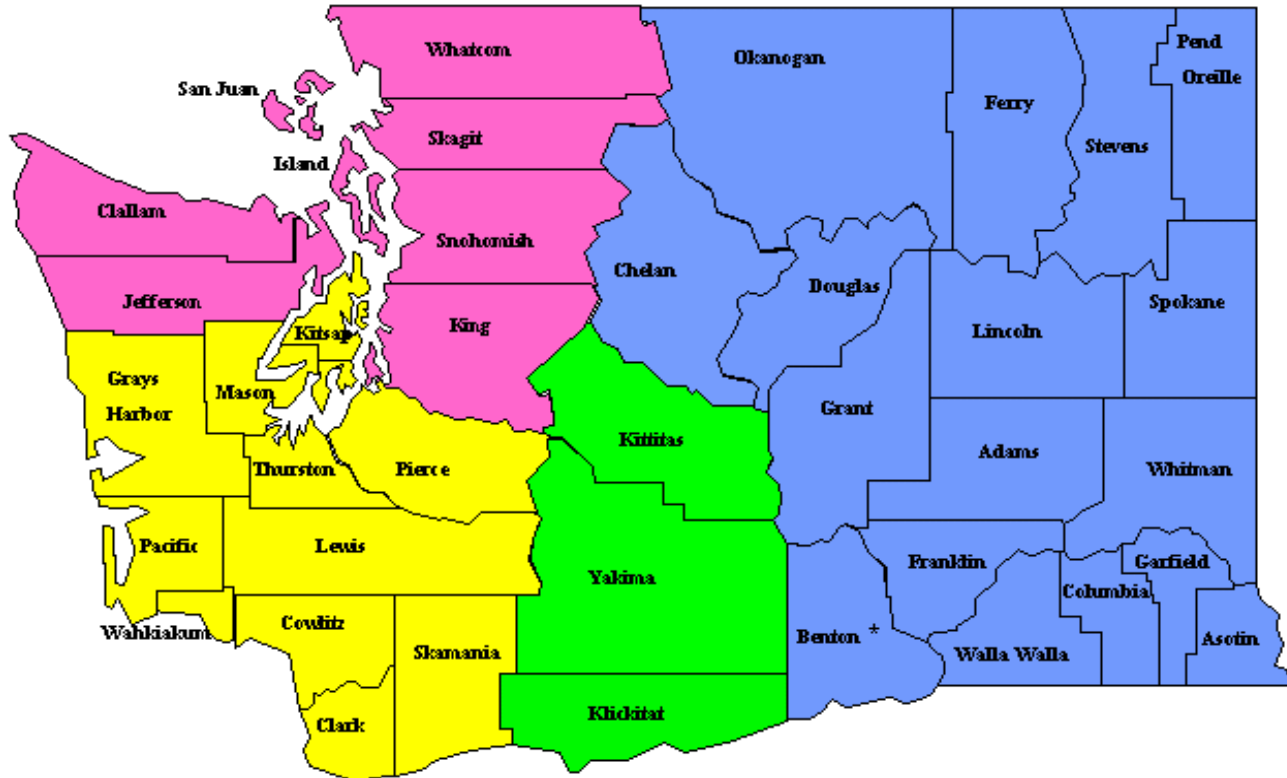 Whatcom
Okanogan
Pend
Oreille
San Juan
Ferry
Skagit
Stevens
Island
Clallam
Snohomish
Chelan
Douglas
Jefferson
Spokane
King
Kitsap
Lincoln
Grays
Harbor
Mason
Grant
Kittitas
Adams
Thurston
Pierce
Whitman
Pacific
Lewis
Franklin
Garfield
Yakima
Columbia
Wahkiakum
Cowlitz
Benton *
Asotin
Skamania
Walla Walla
Clark
Klickitat